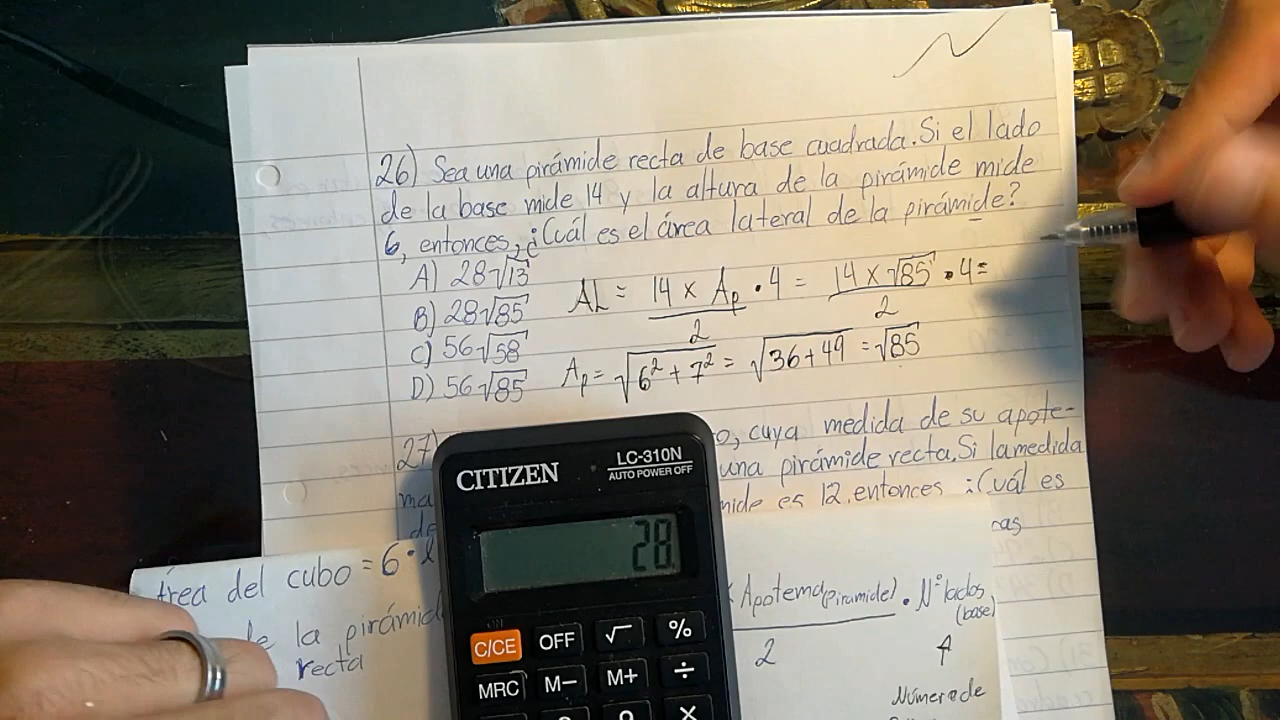 26) Sea una pirámide recta de base cuadrada. Si el lado
de la base mide 14 y la altura de la pirámide mide
6, entonces, ¿Cuál es el área lateral de la pirámide?
A) 28√13
B) 28√85
C) 56√58
D) 56√85
AL = 14 x Ap / 2 • 4 = 14 x √85 / 2 • 4 =
Ap = √6² + 7² = √36 + 49 = √85
27) o, cuya medida de su apote-
una pirámide recta. Si la medida
mide es 12, entonces ¿Cuál es
de
CITIZEN
LC-310N
AUTO POWER OFF
28
ON
C/CE OFF √ %
MRC M- M+ ÷
×
Área del cubo = 6 •
de la pirámid
recta
Apotema (piramide) • N° lados
(base)
2
4
Número de